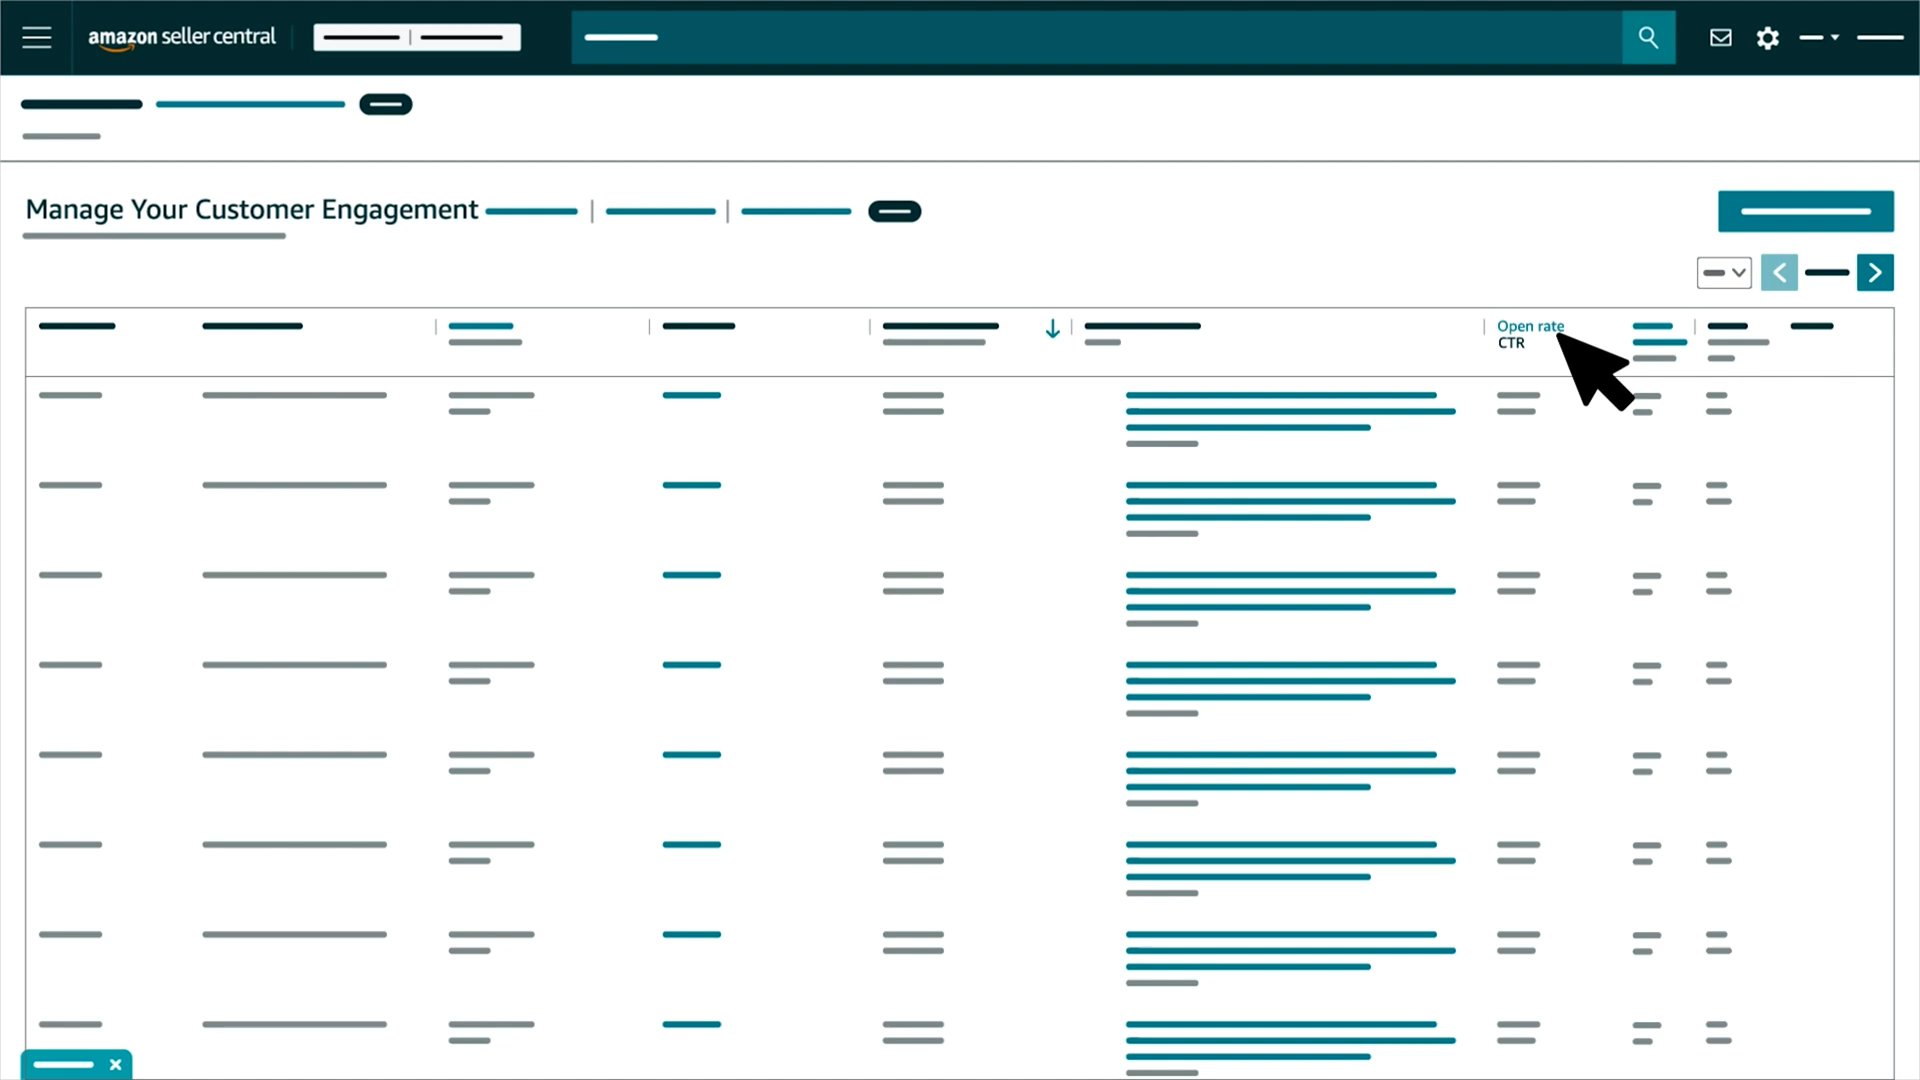 amazon seller central
Manage Your Customer Engagement
Open rate
CTR